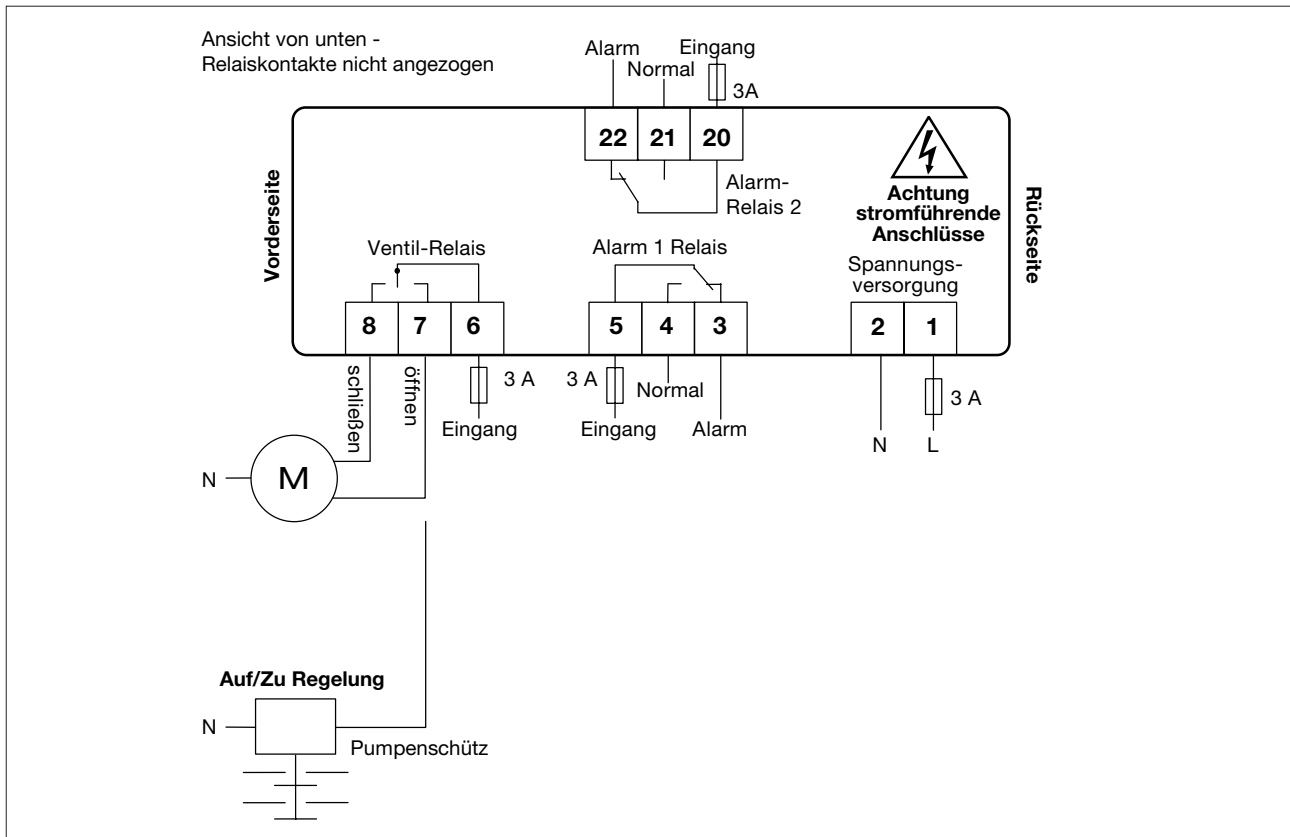 Ansicht von unten -
Relaiskontakte nicht angezogen
Alarm
Normal
Eingang
3A
22
21
20
Alarm-
Relais 2
Achtung
stromführende
Anschlüsse
Vorderseite
Rückseite
Ventil-Relais
Alarm 1 Relais
Spannungs-
versorgung
8
7
6
5
4
3
2
1
schließen
öffnen
3 A
Eingang
3 A
Eingang
Normal
Alarm
N
L
3 A
N
M
Auf/Zu Regelung
N
Pumpenschütz